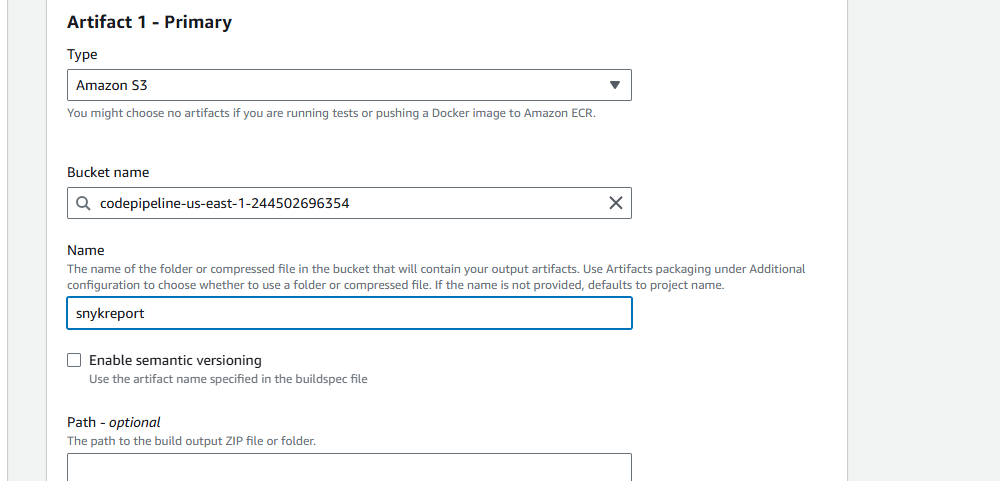 Artifact 1 - Primary
Type
Amazon S3
You might choose no artifacts if you are running tests or pushing a Docker image to Amazon ECR.
Bucket name
codepipeline-us-east-1-244502696354
Name
The name of the folder or compressed file in the bucket that will contain your output artifacts. Use Artifacts packaging under Additional
configuration to choose whether to use a folder or compressed file. If the name is not provided, defaults to project name.
snykreport
Enable semantic versioning
Use the artifact name specified in the buildspec file
Path - optional
The path to the build output ZIP file or folder.